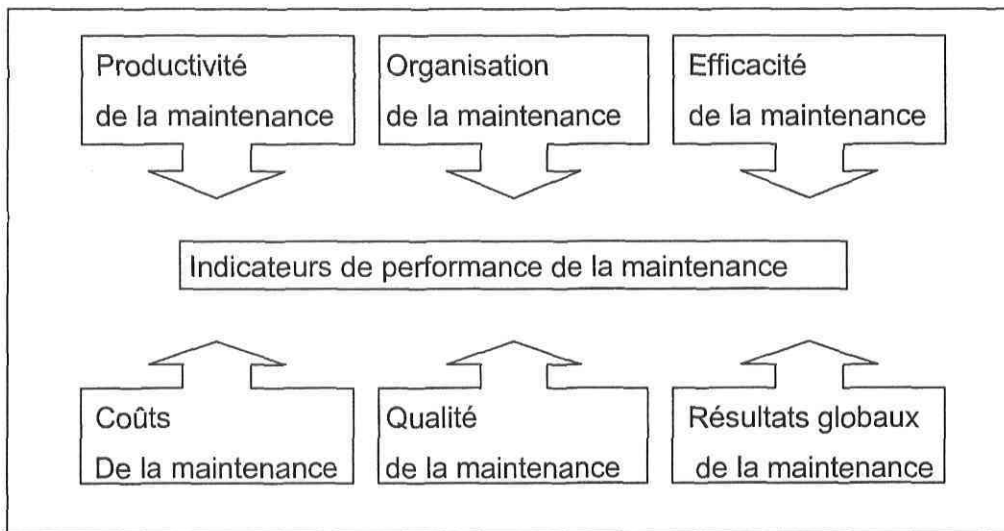 Productivité
de la maintenance
Organisation
de la maintenance
Efficacité
de la maintenance
Indicateurs de performance de la maintenance
Coûts
De la maintenance
Qualité
de la maintenance
Résultats globaux
de la maintenance